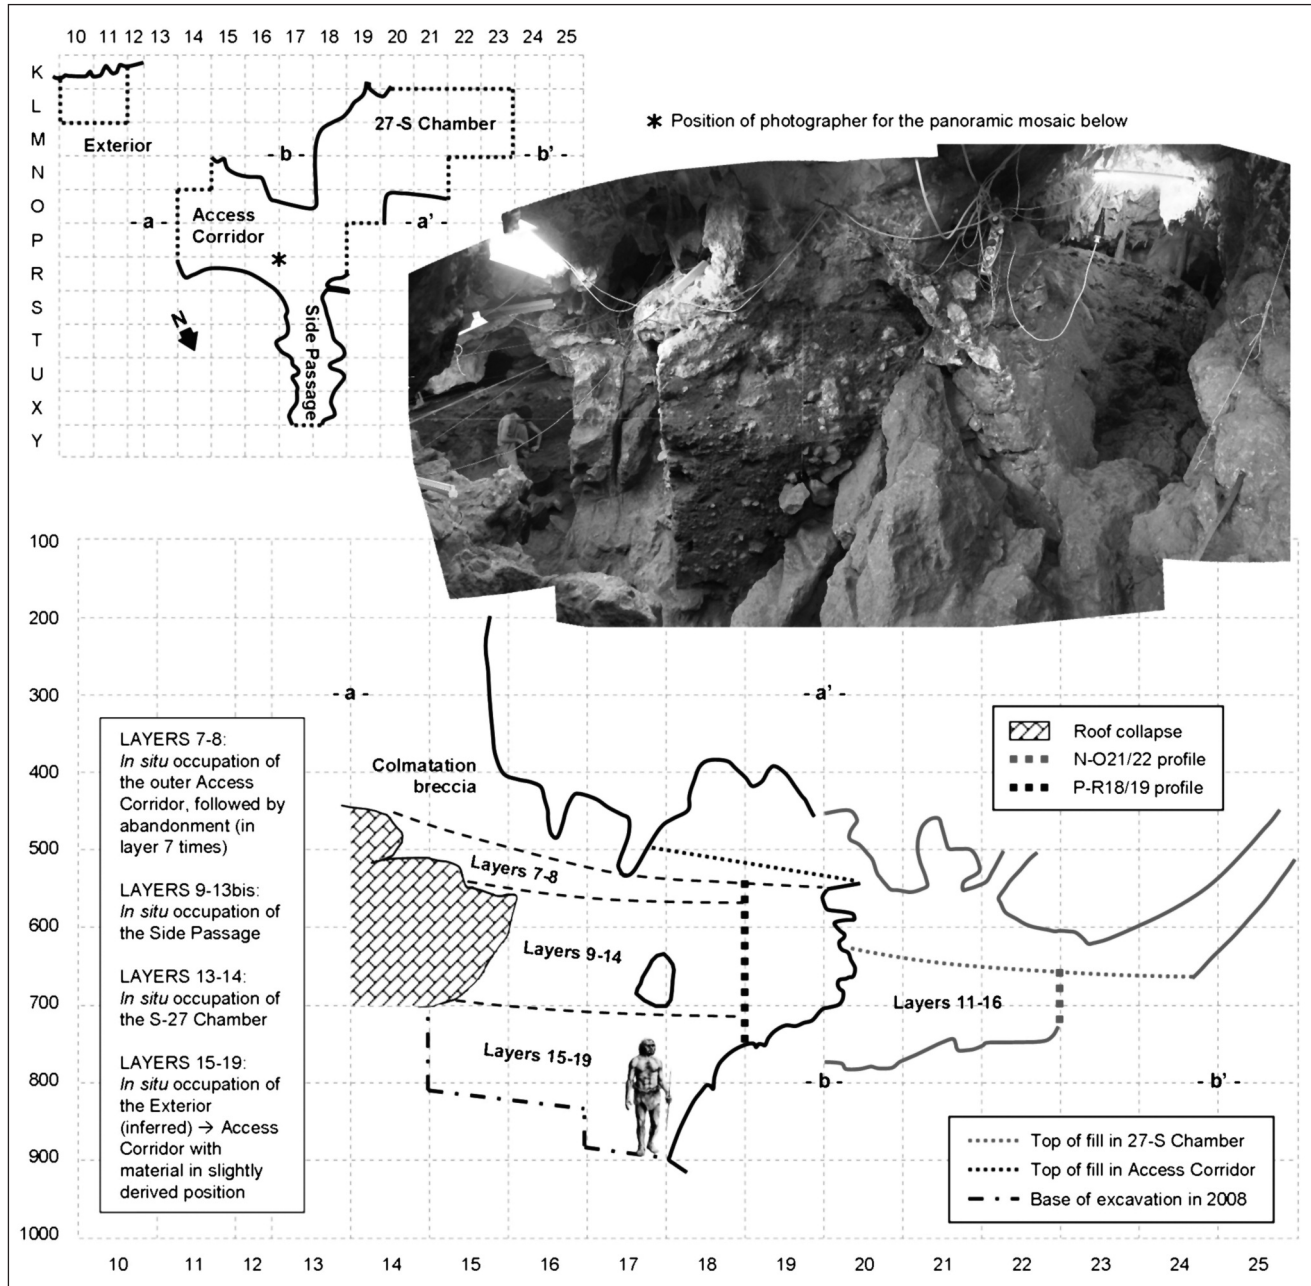 10 11 12 13 14 15 16 17 18 19 20 21 22 23 24 25
K
L
M
N
O
P
R
S
T
U
X
Y
Exterior
27-S Chamber
- b -
- b' -
- a -
- a' -
Access
Corridor
*
N
Side Passage
* Position of photographer for the panoramic mosaic below
100
200
300
400
500
600
700
800
900
1000
- a -
- a' -
LAYERS 7-8:
In situ occupation of
the outer Access
Corridor, followed by
abandonment (in
layer 7 times)
LAYERS 9-13bis:
In situ occupation of
the Side Passage
LAYERS 13-14:
In situ occupation of
the S-27 Chamber
LAYERS 15-19:
In situ occupation of
the Exterior
(inferred) → Access
Corridor with
material in slightly
derived position
Colmatation
breccia
Layers 7-8
Layers 9-14
Layers 15-19
Layers 11-16
Roof collapse
N-O21/22 profile
P-R18/19 profile
- b -
- b' -
Top of fill in 27-S Chamber
Top of fill in Access Corridor
Base of excavation in 2008
10 11 12 13 14 15 16 17 18 19 20 21 22 23 24 25